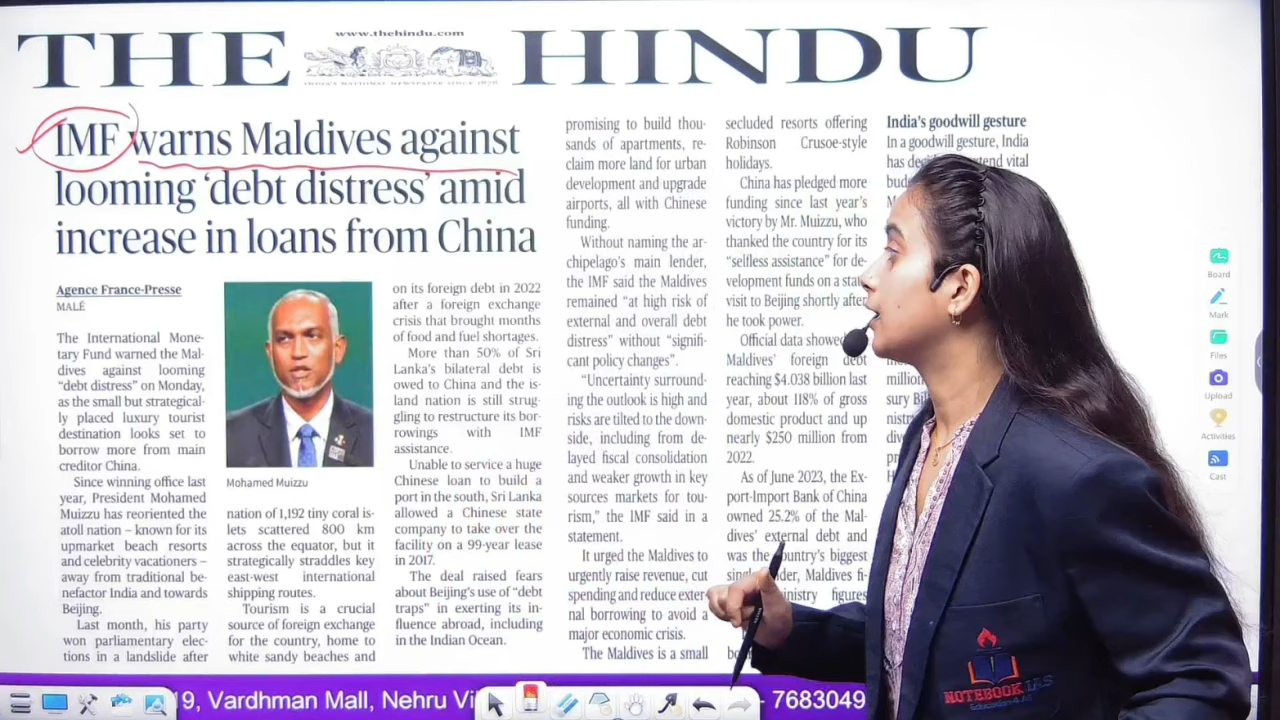 THE HINDU
www.thehindu.com
INDIA'S NATIONAL NEWSPAPER SINCE 1878
IMF warns Maldives against
looming ‘debt distress’ amid
increase in loans from China
Agence France-Presse
MALÉ
The International Mone-
tary Fund warned the Mal-
dives against looming
“debt distress” on Monday,
as the small but strategical-
ly placed luxury tourist
destination looks set to
borrow more from main
creditor China.
Since winning office last
year, President Mohamed
Muizzu has reoriented the
atoll nation – known for its
upmarket beach resorts
and celebrity vacationers –
away from traditional be-
nefactor India and towards
Beijing.
Last month, his party
won parliamentary elec-
tions in a landslide after
Mohamed Muizzu
promising to build thou-
sands of apartments, re-
claim more land for urban
development and upgrade
airports, all with Chinese
funding.
Without naming the ar-
chipelago's main lender,
the IMF said the Maldives
remained “at high risk of
external and overall debt
distress” without “signifi-
cant policy changes”.
“Uncertainty surround-
ing the outlook is high and
risks are tilted to the down-
side, including from de-
layed fiscal consolidation
and weaker growth in key
sources markets for tou-
rism,” the IMF said in a
statement.
It urged the Maldives to
urgently raise revenue, cut
spending and reduce exter-
nal borrowing to avoid a
major economic crisis.
The Maldives is a small
nation of 1,192 tiny coral is-
lets scattered 800 km
across the equator, but it
strategically straddles key
east-west international
shipping routes.
Tourism is a crucial
source of foreign exchange
for the country, home to
white sandy beaches and
secluded resorts offering
Robinson Crusoe-style
holidays.
China has pledged more
funding since last year's
victory by Mr. Muizzu, who
thanked the country for its
“selfless assistance” for de-
velopment funds on a state
visit to Beijing shortly after
he took power.
Official data showed
Maldives' foreign debt
reaching $4.038 billion last
year, about 118% of gross
domestic product and up
nearly $250 million from
2022.
As of June 2023, the Ex-
port-Import Bank of China
owned 25.2% of the Mal-
dives' external debt and
was the country's biggest
single lender, Maldives fi-
ministry figures
on its foreign debt in 2022
after a foreign exchange
crisis that brought months
of food and fuel shortages.
More than 50% of Sri
Lanka's bilateral debt is
owed to China and the is-
land nation is still strug-
gling to restructure its bor-
rowings with IMF
assistance.
Unable to service a huge
Chinese loan to build a
port in the south, Sri Lanka
allowed a Chinese state
company to take over the
facility on a 99-year lease
in 2017.
The deal raised fears
about Beijing's use of “debt
traps” in exerting its in-
fluence abroad, including
in the Indian Ocean.
India's goodwill gesture
In a goodwill gesture, India
has
vital
million
Board
Mark
Files
Upload
Activities
Cast
NOTEBOOK IAS
Education 4 All
19, Vardhman Mall, Nehru Vi
- 7683049